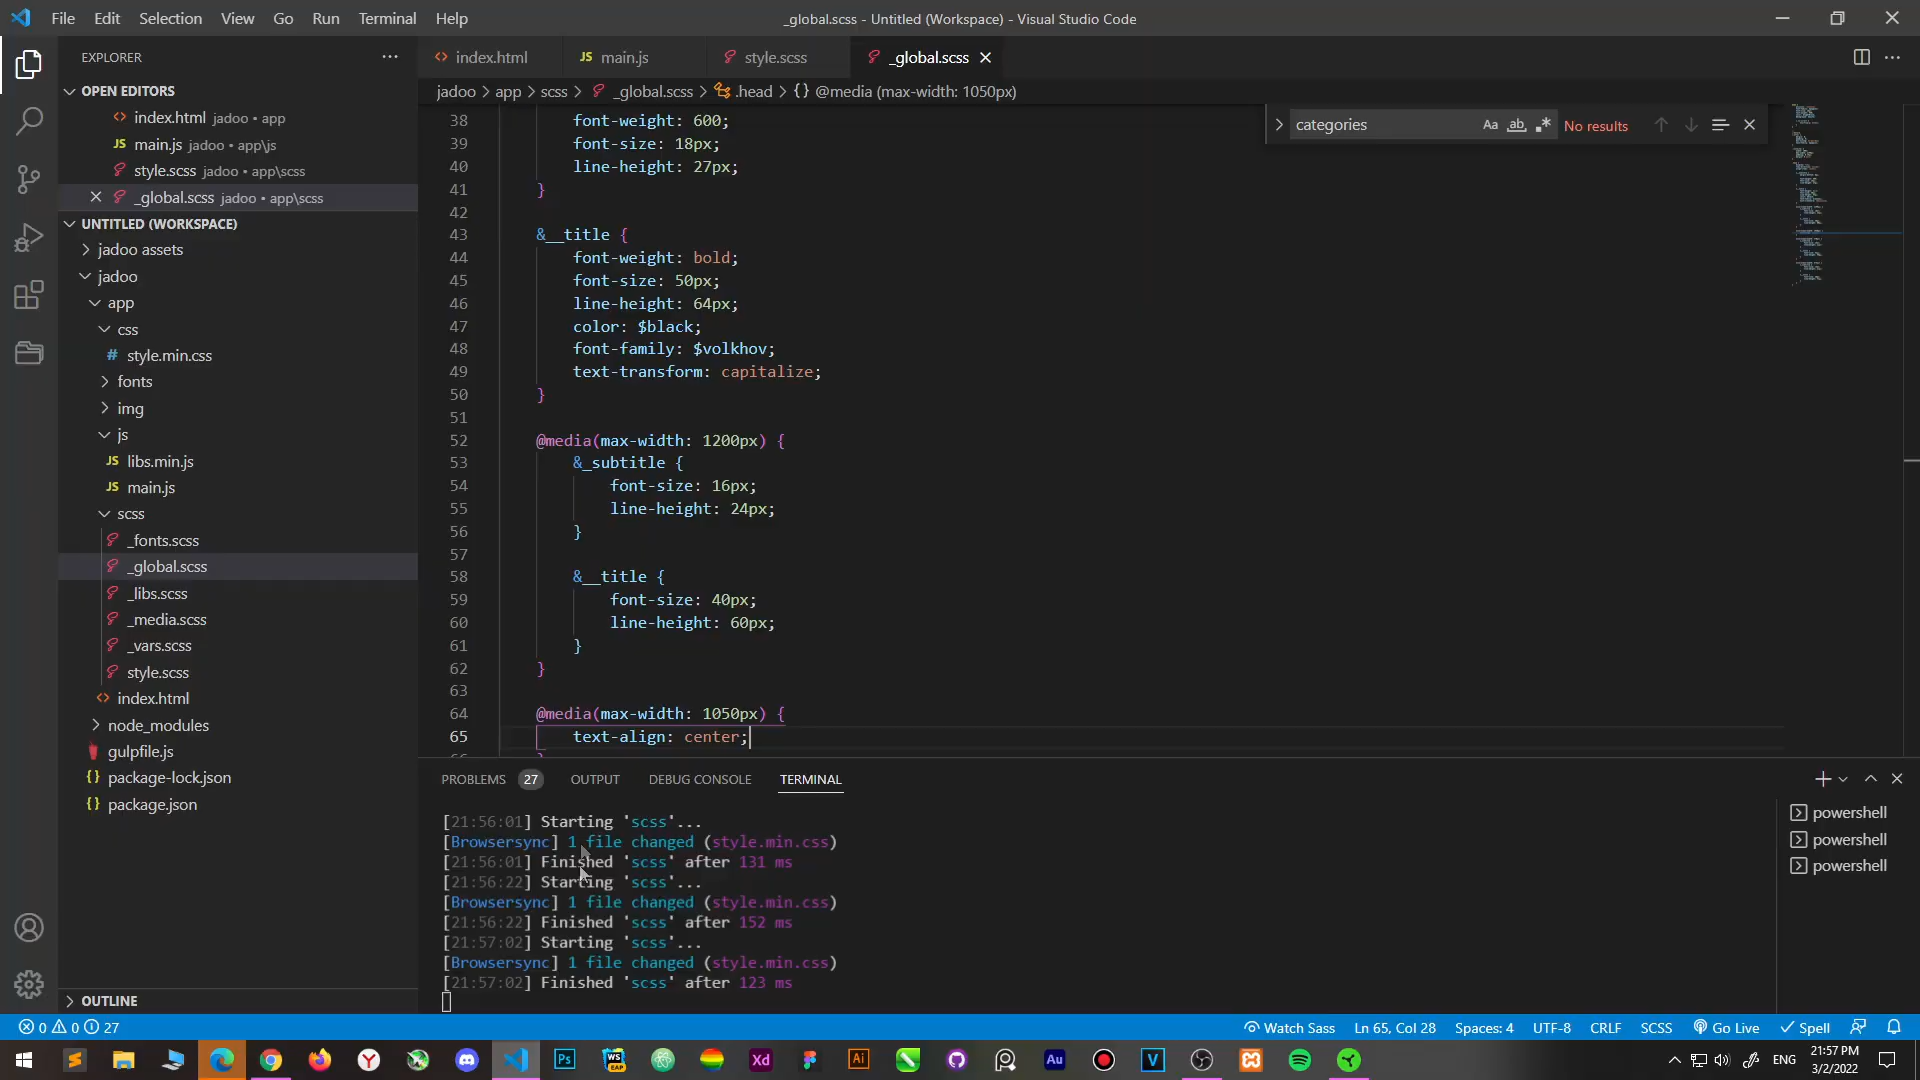 File Edit Selection View Go Run Terminal Help
_global.scss - Untitled (Workspace) - Visual Studio Code
EXPLORER
index.html
JS main.js
style.scss
_global.scss
OPEN EDITORS
index.html jadoo • app
JS main.js jadoo • app\js
style.scss jadoo • app\scss
_global.scss jadoo • app\scss
UNTITLED (WORKSPACE)
jadoo assets
jadoo
app
css
# style.min.css
fonts
img
js
JS libs.min.js
JS main.js
scss
_fonts.scss
_global.scss
_libs.scss
_media.scss
_vars.scss
style.scss
index.html
node_modules
gulpfile.js
{} package-lock.json
{} package.json
OUTLINE
jadoo > app > scss > _global.scss > .head > {} @media (max-width: 1050px)
categories Aa ab .* No results
38 font-weight: 600;
39 font-size: 18px;
40 line-height: 27px;
41 }
42
43 &__title {
44 font-weight: bold;
45 font-size: 50px;
46 line-height: 64px;
47 color: $black;
48 font-family: $volkhov;
49 text-transform: capitalize;
50 }
51
52 @media(max-width: 1200px) {
53 &_subtitle {
54 font-size: 16px;
55 line-height: 24px;
56 }
57
58 &__title {
59 font-size: 40px;
60 line-height: 60px;
61 }
62 }
63
64 @media(max-width: 1050px) {
65 text-align: center;
PROBLEMS 27 OUTPUT DEBUG CONSOLE TERMINAL
[21:56:01] Starting 'scss'...
[Browsersync] 1 file changed (style.min.css)
[21:56:01] Finished 'scss' after 131 ms
[21:56:22] Starting 'scss'...
[Browsersync] 1 file changed (style.min.css)
[21:56:22] Finished 'scss' after 152 ms
[21:57:02] Starting 'scss'...
[Browsersync] 1 file changed (style.min.css)
[21:57:02] Finished 'scss' after 123 ms
powershell
powershell
powershell
0 0 27
Watch Sass Ln 65, Col 28 Spaces: 4 UTF-8 CRLF SCSS Go Live Spell
Ps WS EAP Xd Ai Au V
ENG
21:57 PM
3/2/2022